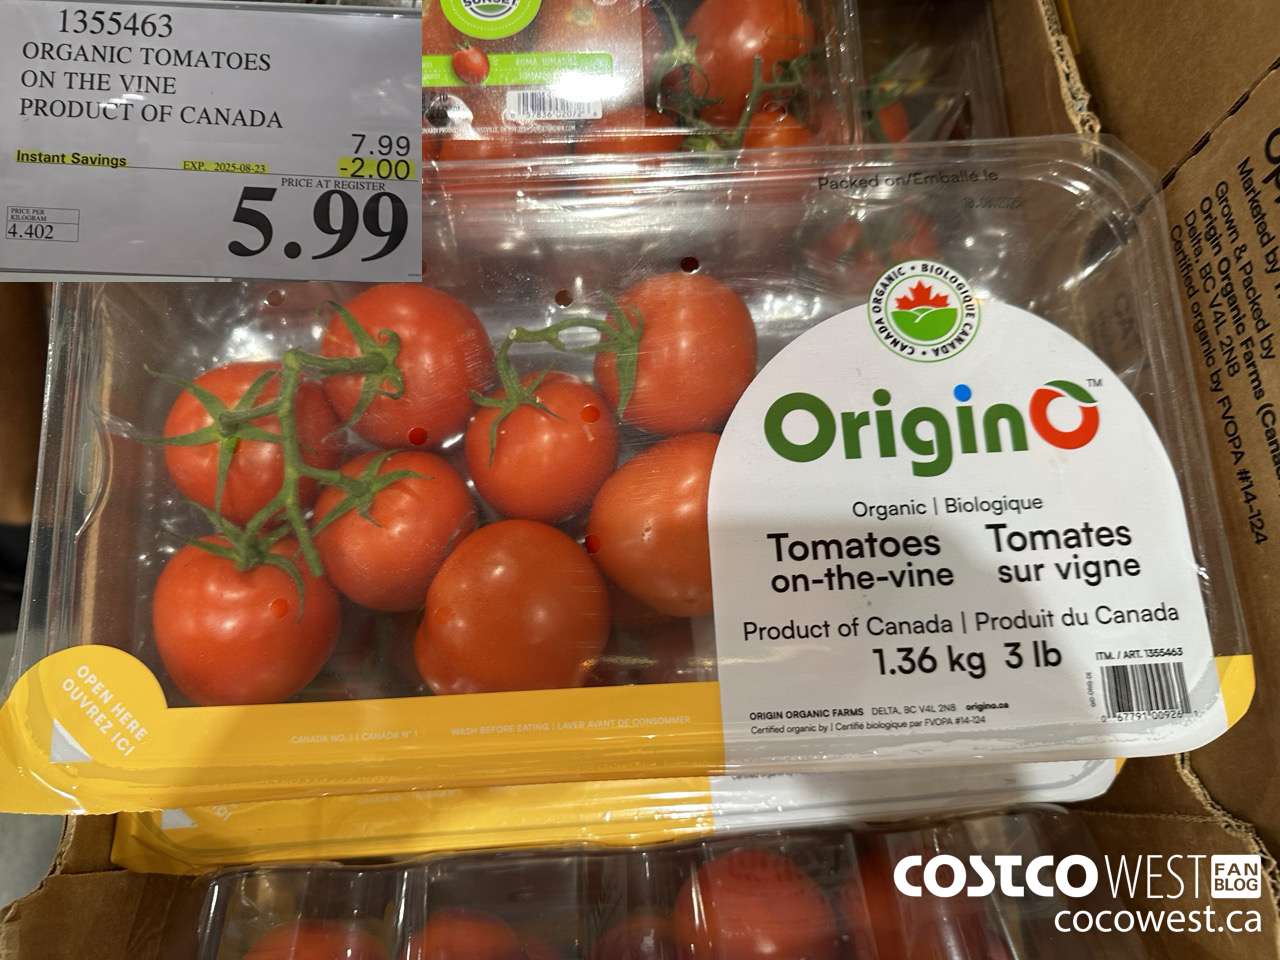 1355463
ORGANIC TOMATOES
ON THE VINE
PRODUCT OF CANADA
7.99
Instant Savings EXP. 2025-08-23 -2.00
PRICE AT REGISTER
5.99
PRICE PER
KILOGRAM
4.402
SUNSET
Packed on/Emballé le
CANADA ORGANIC • BIOLOGIQUE CANADA •
OriginO™
Organic | Biologique
Tomatoes
on-the-vine
Tomates
sur vigne
Product of Canada | Produit du Canada
1.36 kg 3 lb
ITM. / ART. 1355463
ORIGIN ORGANIC FARMS DELTA, BC V4L 2N8 origino.ca
Certified organic by | Certifié biologique par FVOPA #14-124
OPEN HERE
OUVREZ ICI
CANADA NO. 1 | CANADA N° 1
WASH BEFORE EATING | LAVER AVANT DE CONSOMMER
Marketed by
Grown & Packed by
Origin Organic Farms (Cana
Delta, BC V4L 2N8
Certified organic by FVOPA #14-124
COSTCO WEST FAN BLOG
cocowest.ca